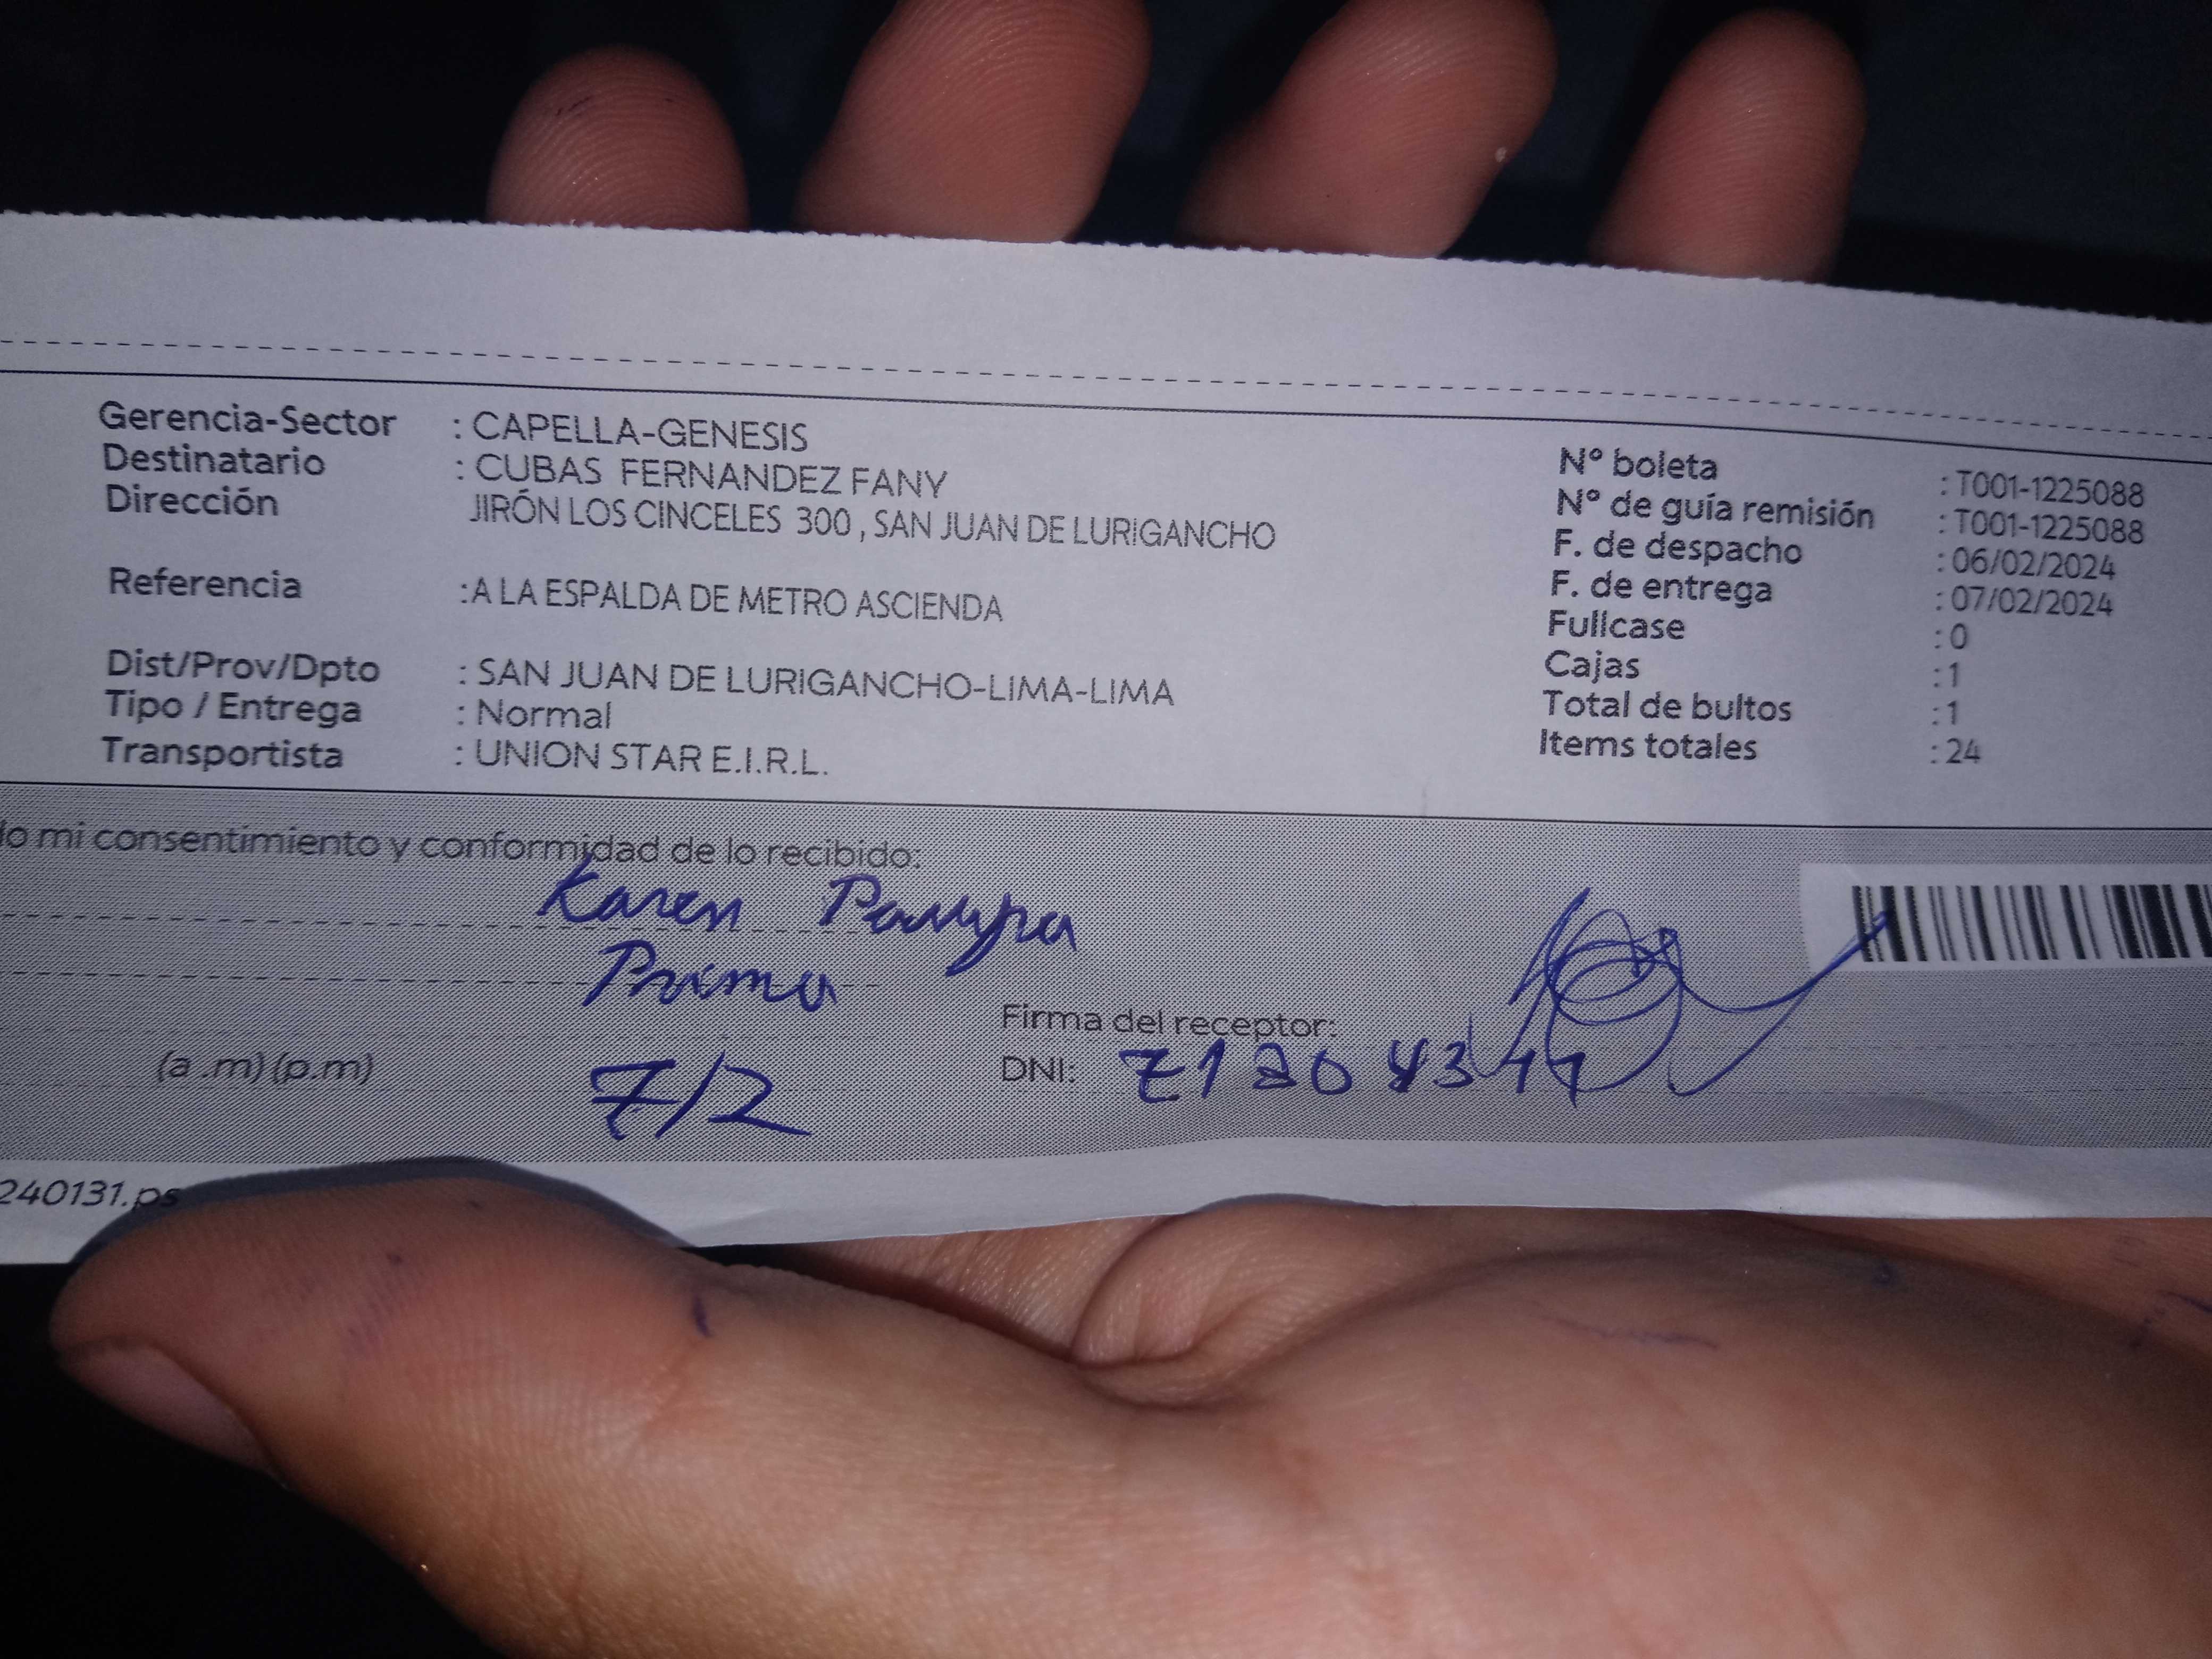 Gerencia-Sector : CAPELLA-GENESIS
Destinatario : CUBAS FERNANDEZ FANY
Dirección JIRÓN LOS CINCELES 300 , SAN JUAN DE LURIGANCHO
Referencia :A LA ESPALDA DE METRO ASCIENDA
Dist/Prov/Dpto : SAN JUAN DE LURIGANCHO-LIMA-LIMA
Tipo / Entrega : Normal
Transportista : UNION STAR E.I.R.L.
Nº boleta : T001-1225088
Nº de guía remisión : T001-1225088
F. de despacho : 06/02/2024
F. de entrega : 07/02/2024
Fullcase : 0
Cajas : 1
Total de bultos : 1
Items totales : 24
mi consentimiento y conformidad de lo recibido:
Karen
Prima
Firma del receptor:
(a .m) (p.m) 7/2 DNI:
240131.ps